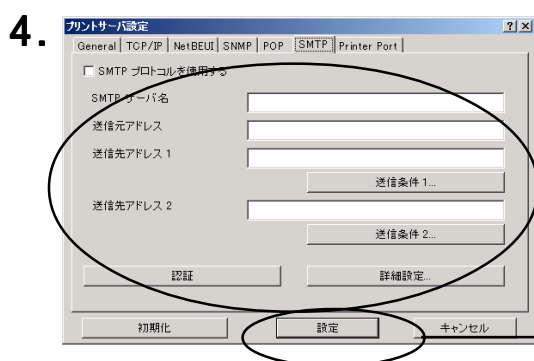 4.
プリントサーバ設定
General TCP/IP NetBEUI SNMP POP SMTP Printer Port
SMTP プロトコルを使用する
SMTP サーバ名
送信元アドレス
送信先アドレス 1
送信条件 1...
送信先アドレス 2
送信条件 2...
認証 詳細設定...
初期化 設定 キャンセル